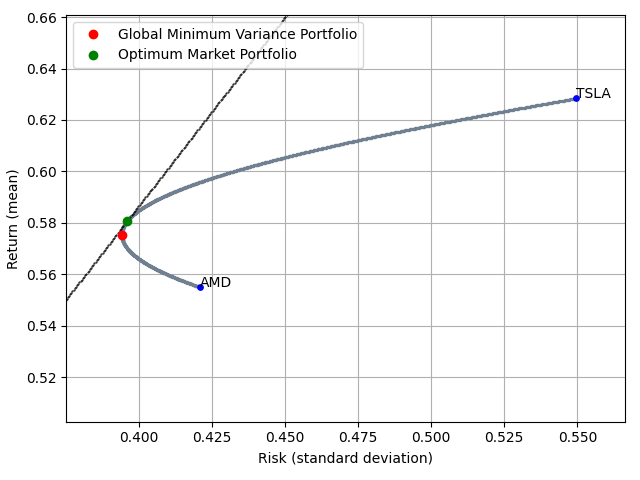 Global Minimum Variance Portfolio
Optimum Market Portfolio
0.66
0.64
0.62
0.60
0.58
0.56
0.54
0.52
Return (mean)
TSLA
AMD
0.400 0.425 0.450 0.475 0.500 0.525 0.550
Risk (standard deviation)